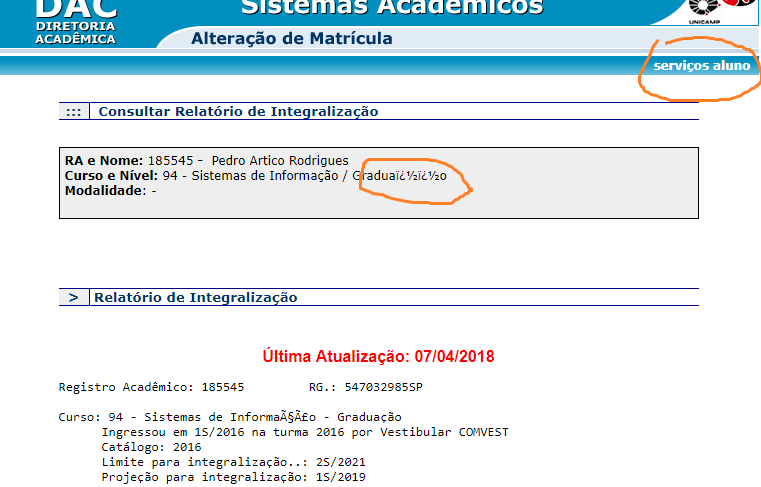 DAC
DIRETORIA
ACADÊMICA
Sistemas Acadêmicos
UNICAMP
Alteração de Matrícula
serviços aluno
::: Consultar Relatório de Integralização
RA e Nome: 185545 - Pedro Artico Rodrigues
Curso e Nível: 94 - Sistemas de Informação / Graduaï¿½ï¿½o
Modalidade: -
> Relatório de Integralização
Última Atualização: 07/04/2018
Registro Acadêmico: 185545 RG.: 547032985SP
Curso: 94 - Sistemas de InformaÃ§Ã£o - Graduação
Ingressou em 1S/2016 na turma 2016 por Vestibular COMVEST
Catálogo: 2016
Limite para integralização..: 2S/2021
Projeção para integralização: 1S/2019